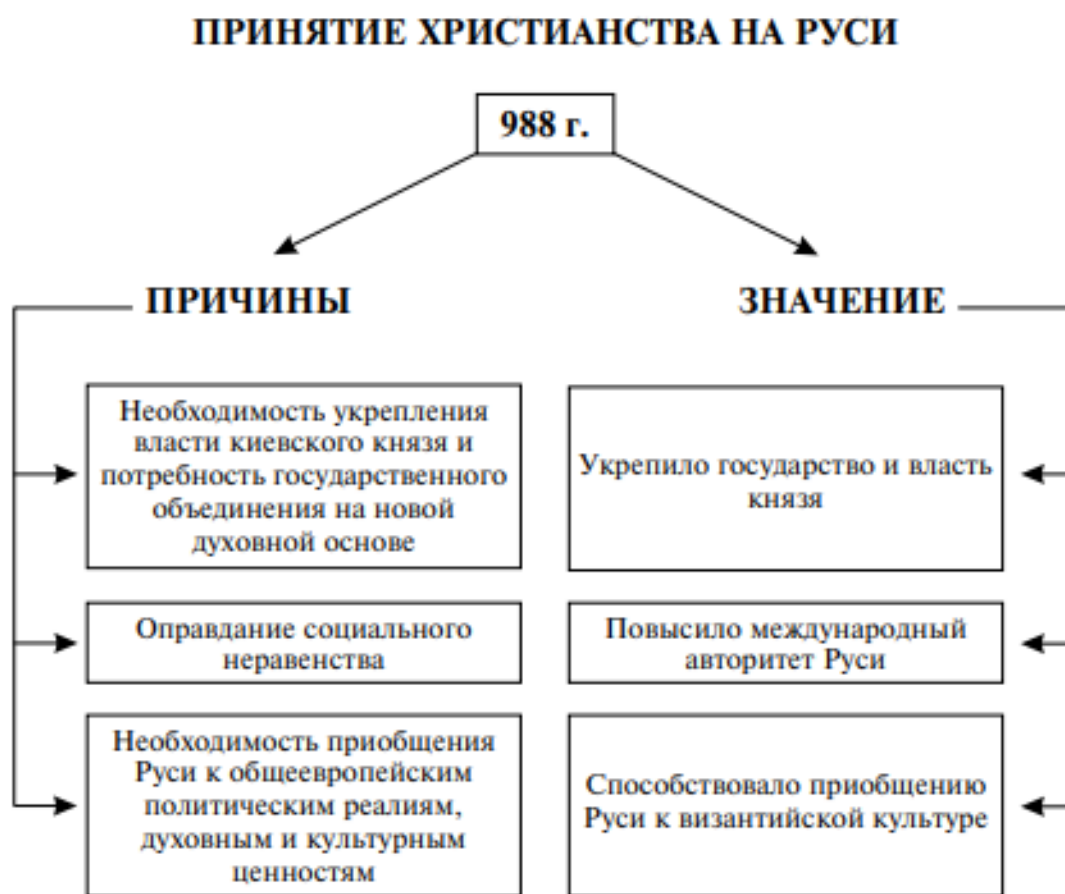 ПРИНЯТИЕ ХРИСТИАНСТВА НА РУСИ
988 г.
ПРИЧИНЫ
Необходимость укрепления
власти киевского князя и
потребность государственного
объединения на новой
духовной основе
Оправдание социального
неравенства
Необходимость приобщения
Руси к общеевропейским
политическим реалиям,
духовным и культурным
ценностям
ЗНАЧЕНИЕ
Укрепило государство и власть
князя
Повысило международный
авторитет Руси
Способствовало приобщению
Руси к византийской культуре